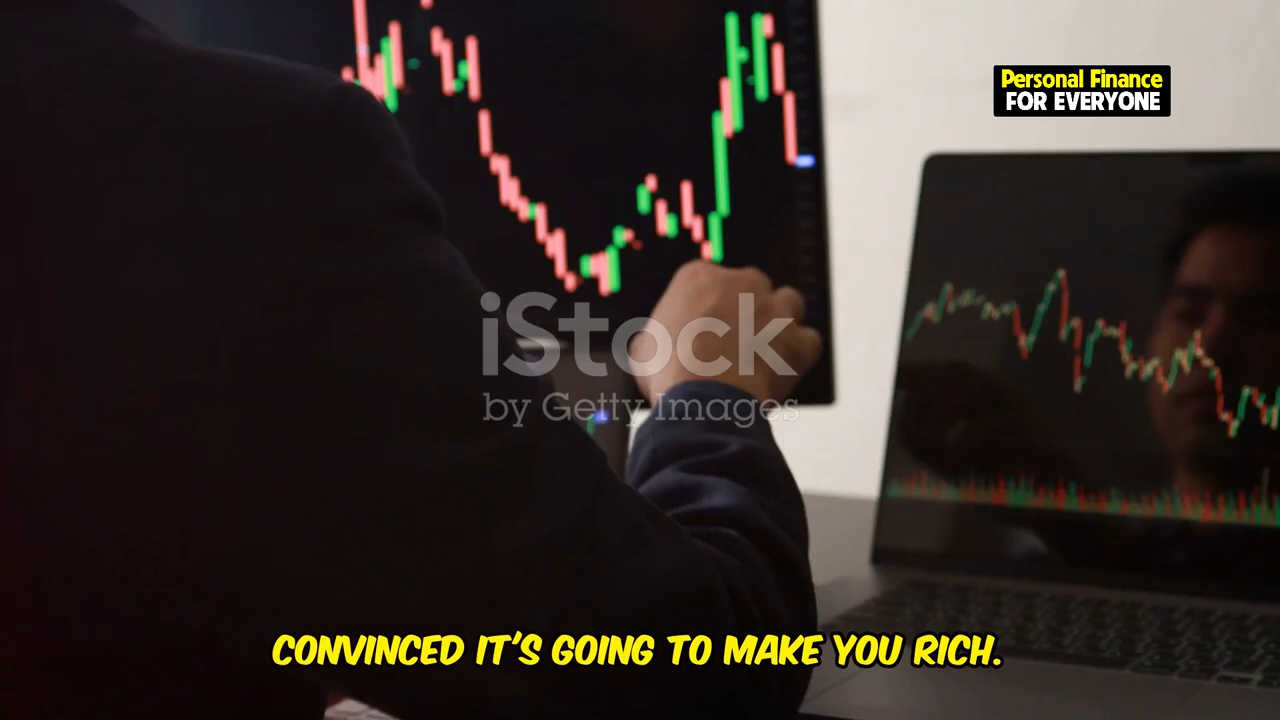 Personal Finance
FOR EVERYONE
iStock
by Getty Images
CONVINCED IT'S GOING TO MAKE YOU RICH.